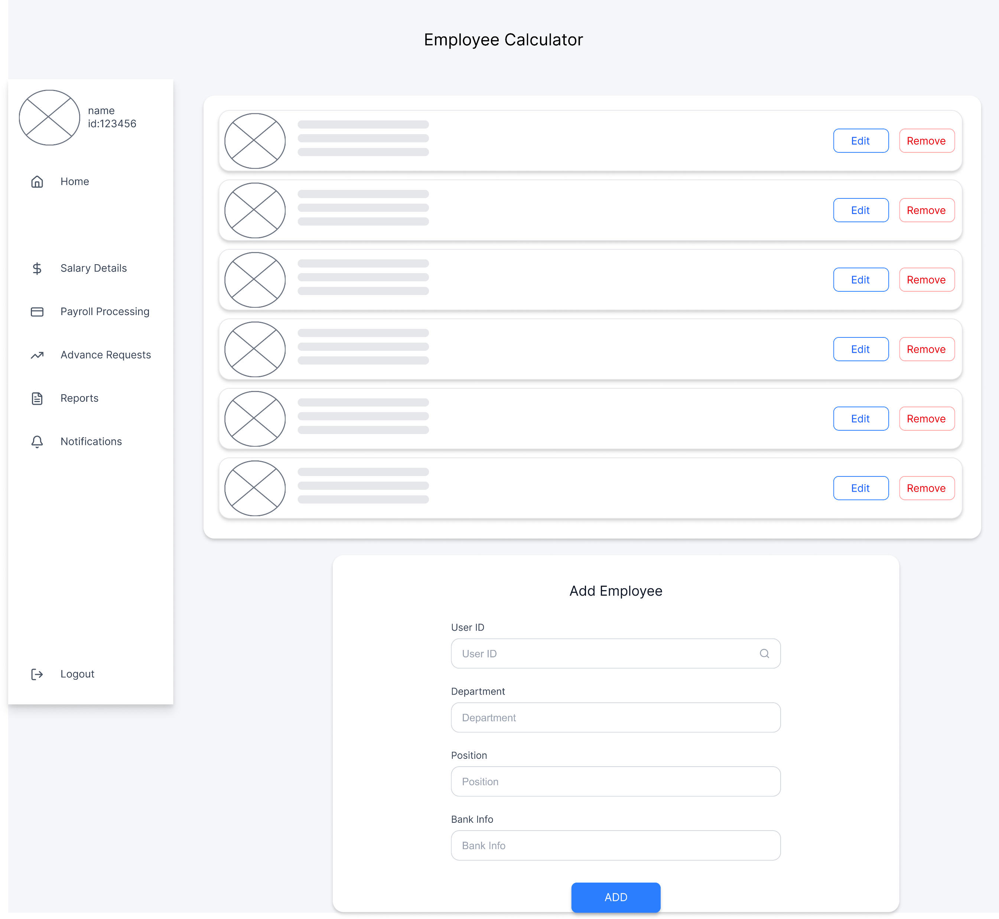 Employee Calculator
name
id:123456
Home
Salary Details
Payroll Processing
Advance Requests
Reports
Notifications
Logout
Edit
Remove
Edit
Remove
Edit
Remove
Edit
Remove
Edit
Remove
Edit
Remove
Add Employee
User ID
User ID
Department
Department
Position
Position
Bank Info
Bank Info
ADD